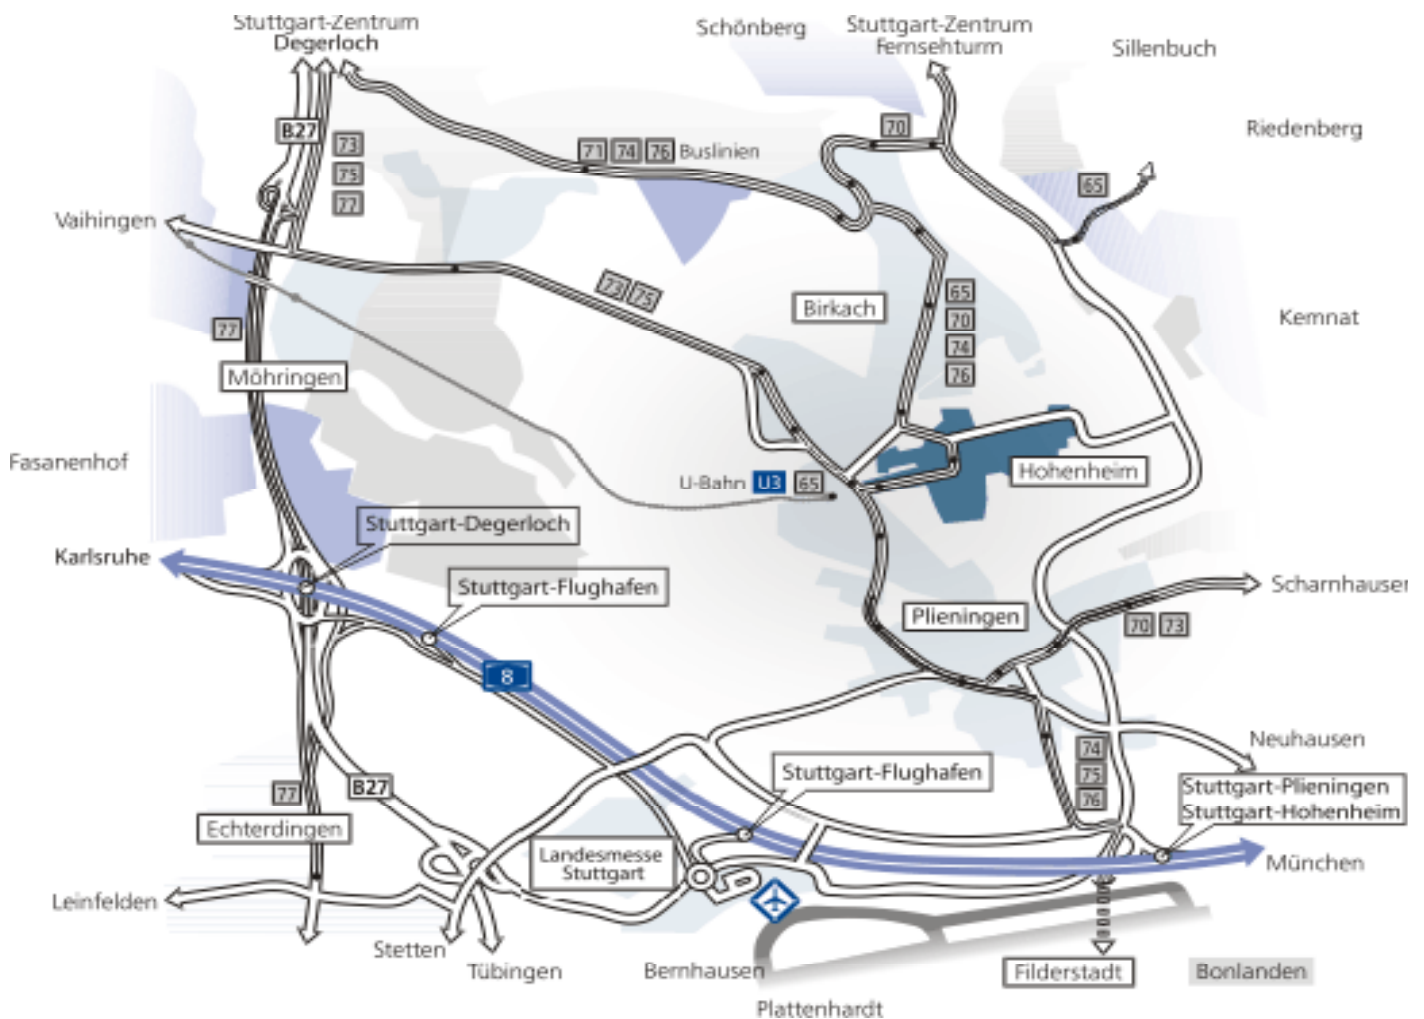 Stuttgart-Zentrum
Degerloch
Schönberg
Stuttgart-Zentrum
Fernsehturm
Sillenbuch
B27
73
75
77
71 74 76 Buslinien
70
Riedenberg
65
Vaihingen
73 75
65
70
74
76
Birkach
77
Kemnat
Möhringen
Fasanenhof
U-Bahn U3 65
Hohenheim
Stuttgart-Degerloch
Karlsruhe
Stuttgart-Flughafen
Scharnhausen
Plieningen
70 73
8
Neuhausen
74
75
76
Stuttgart-Flughafen
Stuttgart-Plieningen
Stuttgart-Hohenheim
77
B27
Echterdingen
Landesmesse
Stuttgart
München
Leinfelden
Stetten
Tübingen
Bernhausen
Filderstadt
Bonlanden
Plattenhardt